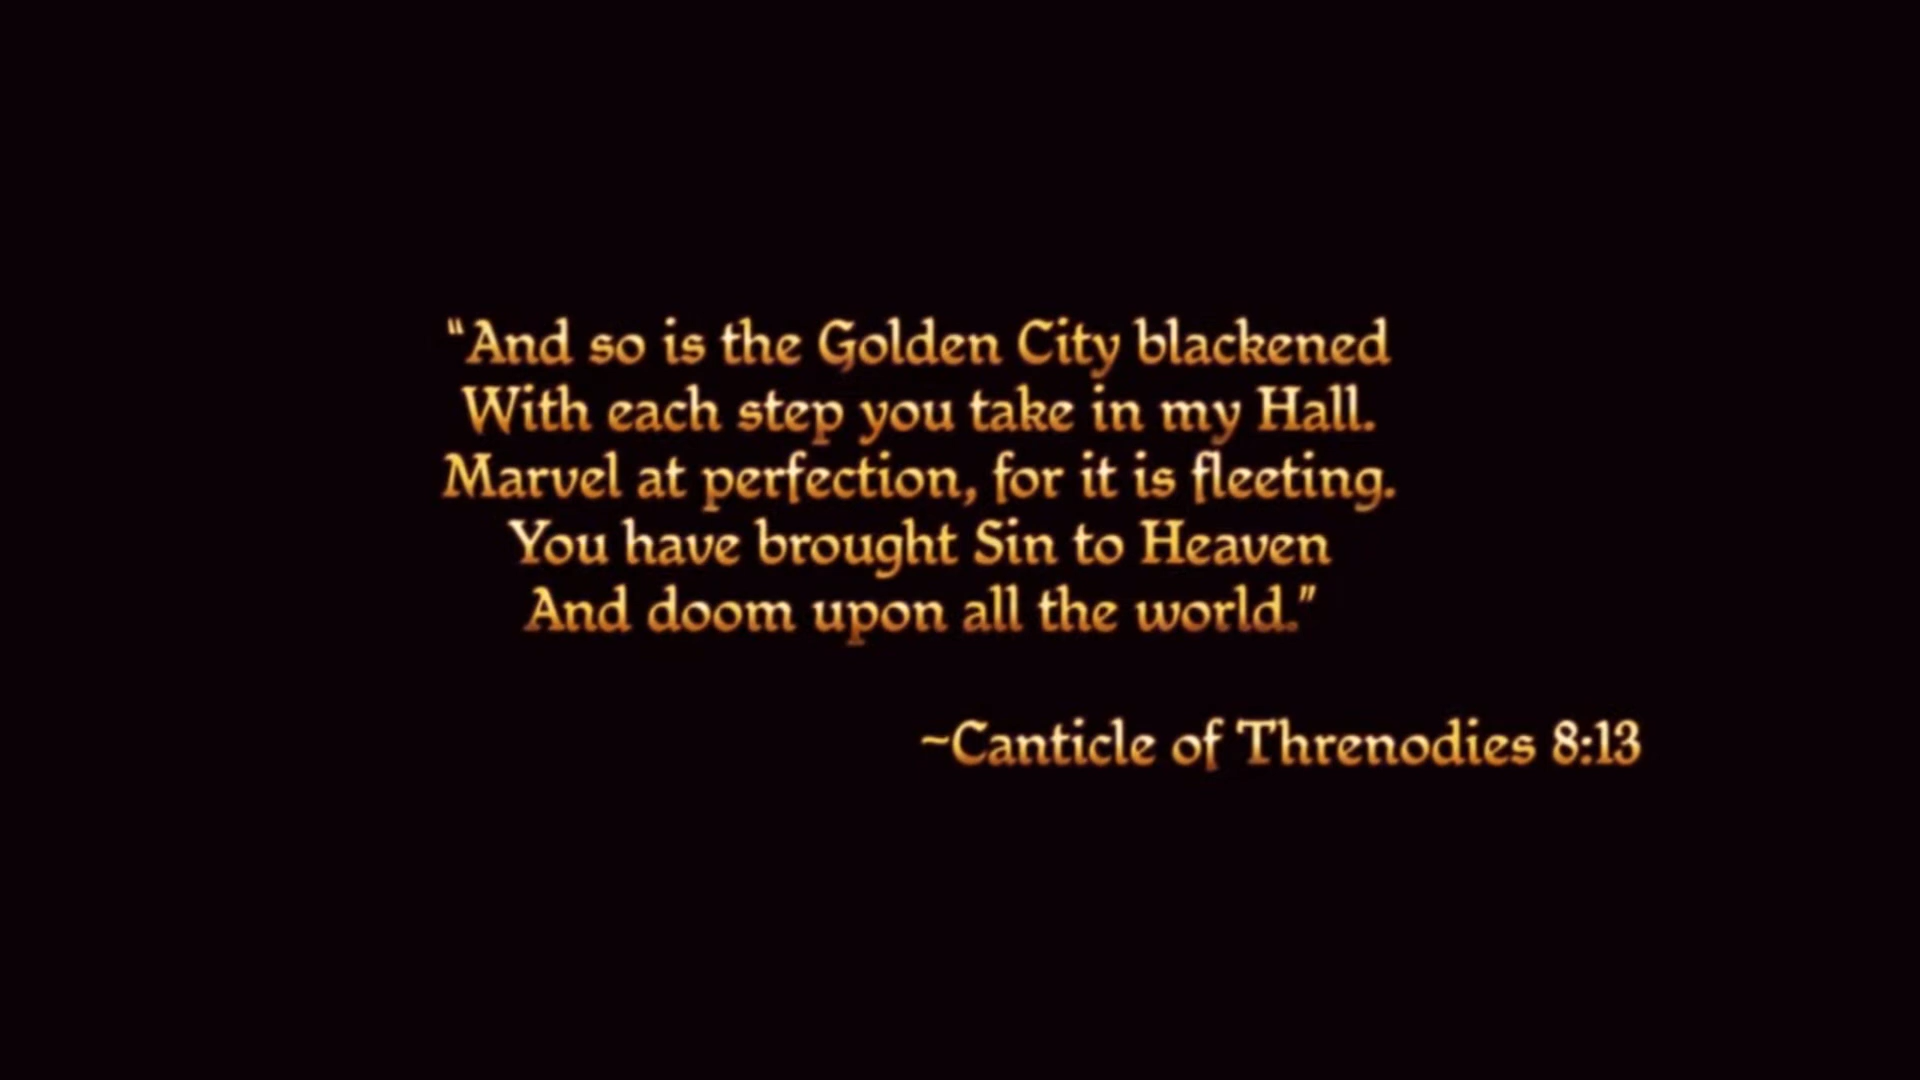 “And so is the Golden City blackened
With each step you take in my Hall.
Marvel at perfection, for it is fleeting.
You have brought Sin to Heaven
And doom upon all the world.”
~Canticle of Threnodies 8:13